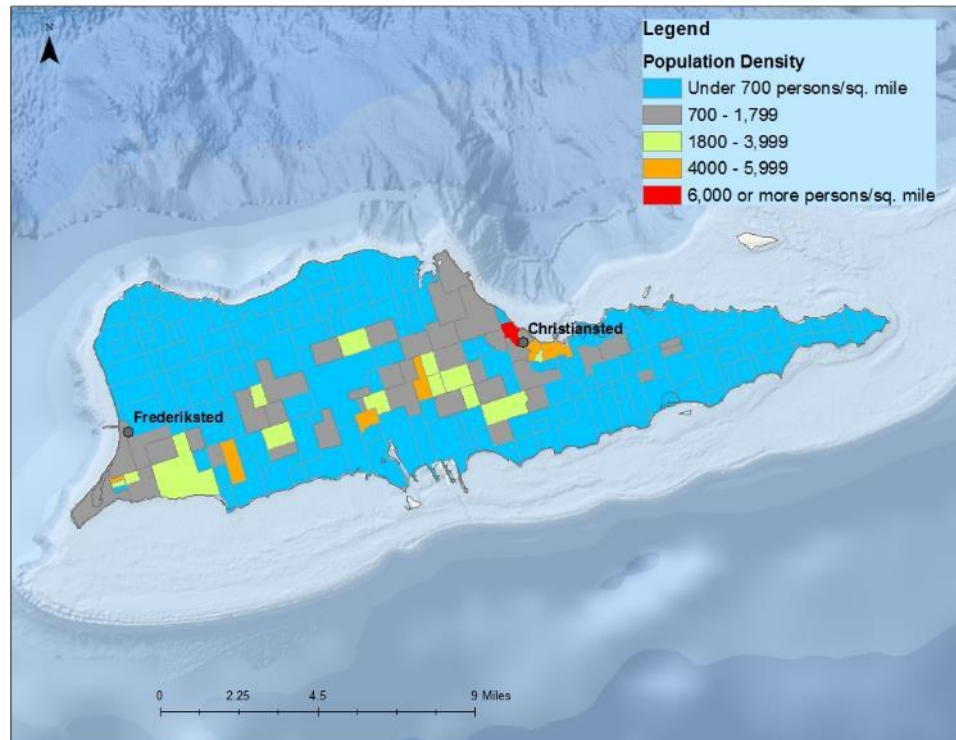 N
Legend
Population Density
Under 700 persons/sq. mile
700 - 1,799
1800 - 3,999
4000 - 5,999
6,000 or more persons/sq. mile
Christiansted
Frederiksted
0 2.25 4.5 9 Miles